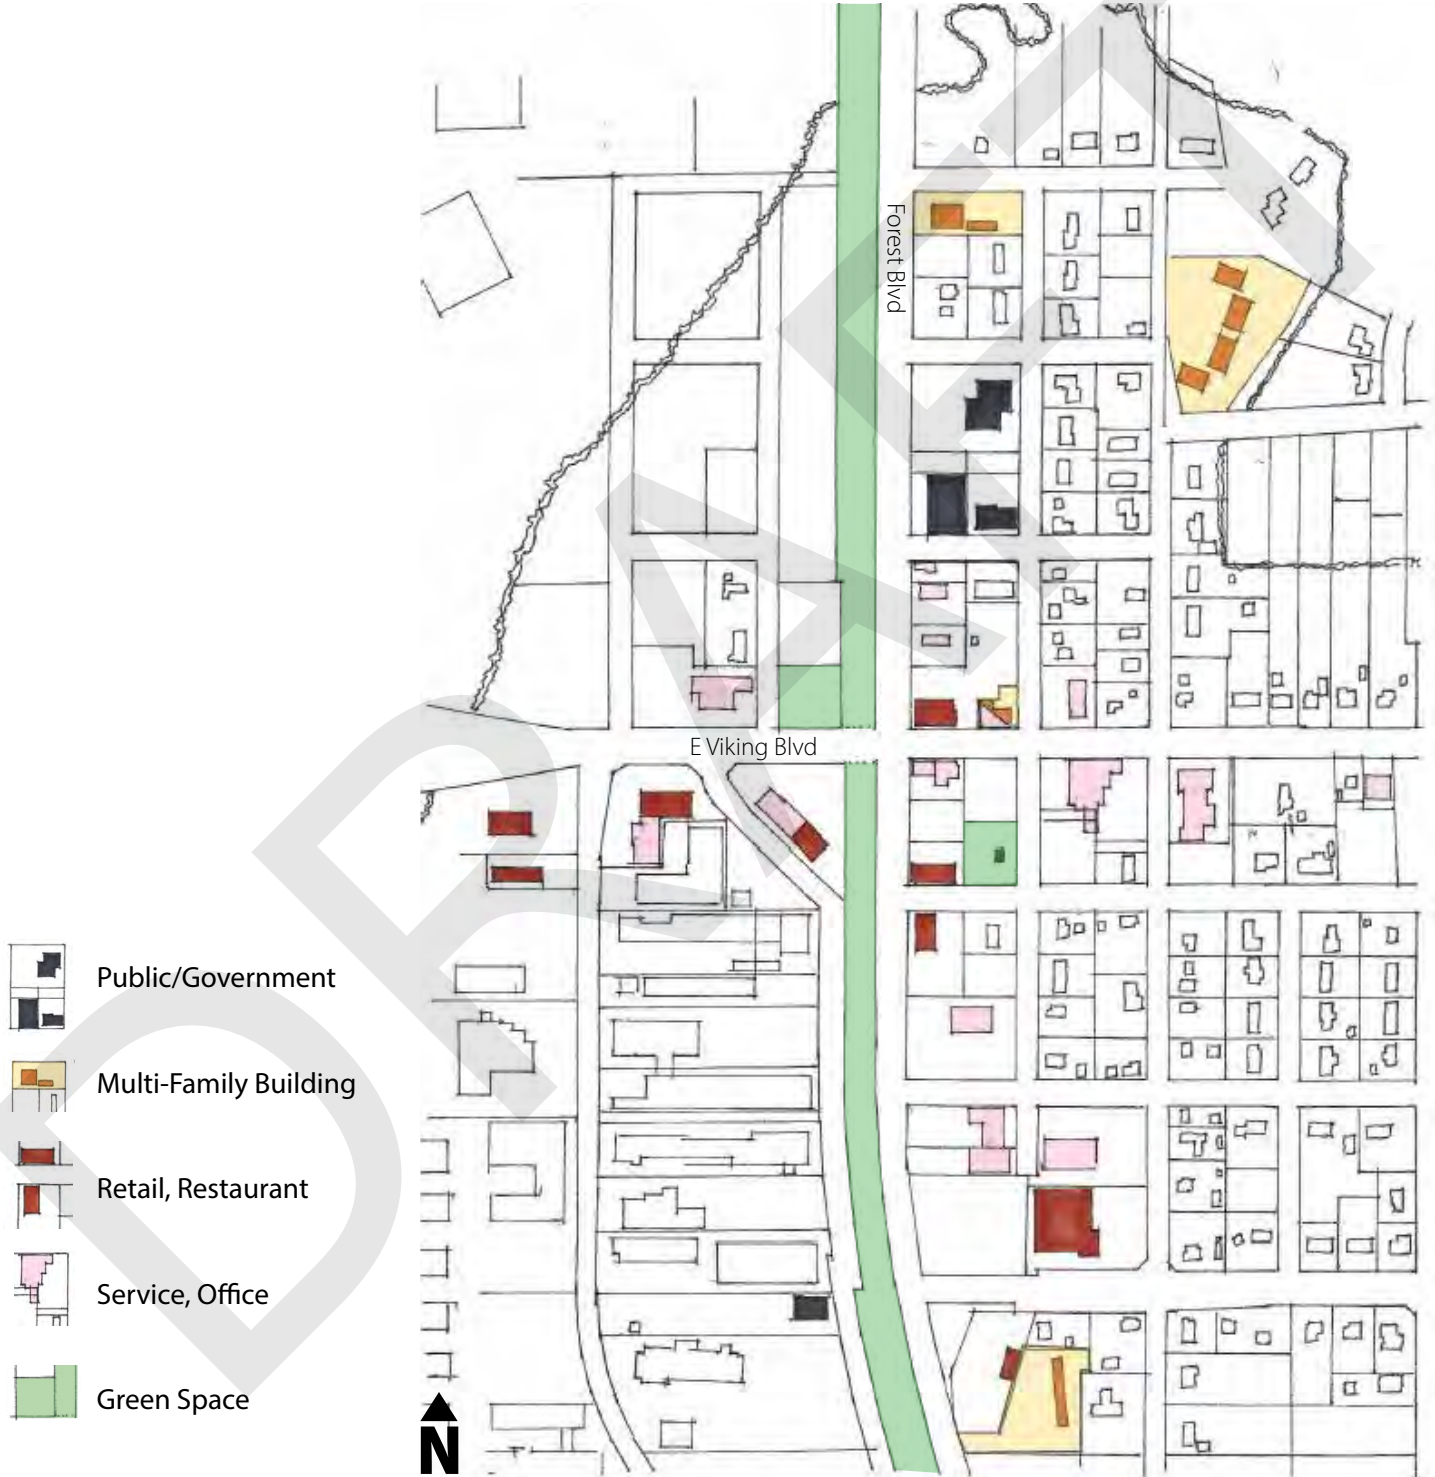 Forest Blvd
E Viking Blvd
Public/Government
Multi-Family Building
Retail, Restaurant
Service, Office
Green Space
N
DRAFT